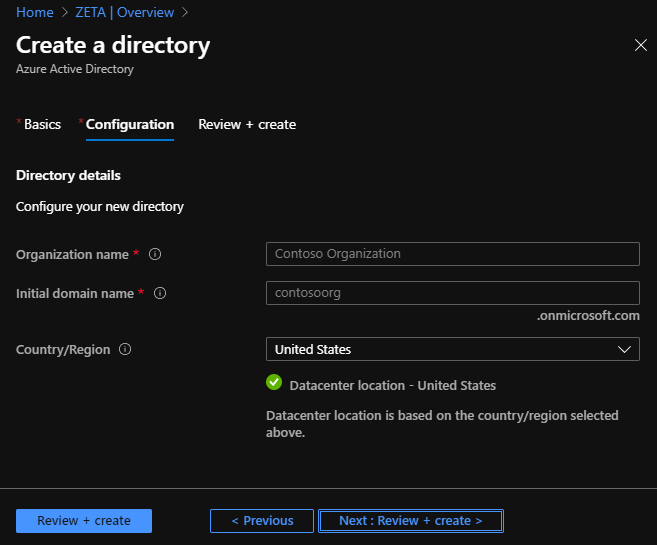 Home > ZETA | Overview >
Create a directory
Azure Active Directory
* Basics * Configuration Review + create
Directory details
Configure your new directory
Organization name * Contoso Organization
Initial domain name * contosoorg
.onmicrosoft.com
Country/Region United States
Datacenter location - United States
Datacenter location is based on the country/region selected
above.
Review + create < Previous Next : Review + create >